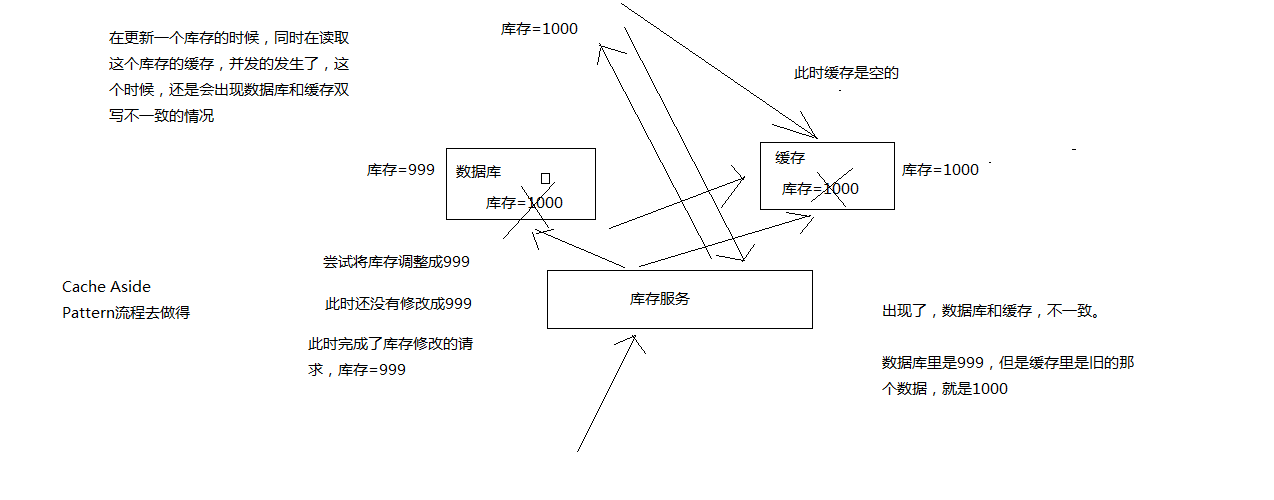 库存=1000
在更新一个库存的时候，同时在读取
这个库存的缓存，并发的发生了，这
个时候，还是会出现数据库和缓存双
写不一致的情况
此时缓存是空的
库存=999
数据库
库存=1000
缓存
库存=1000
库存=1000
尝试将库存调整成999
此时还没有修改成999
此时完成了库存修改的请
求，库存=999
Cache Aside
Pattern流程去做得
库存服务
出现了，数据库和缓存，不一致。
数据库里是999，但是缓存里是旧的那
个数据，就是1000